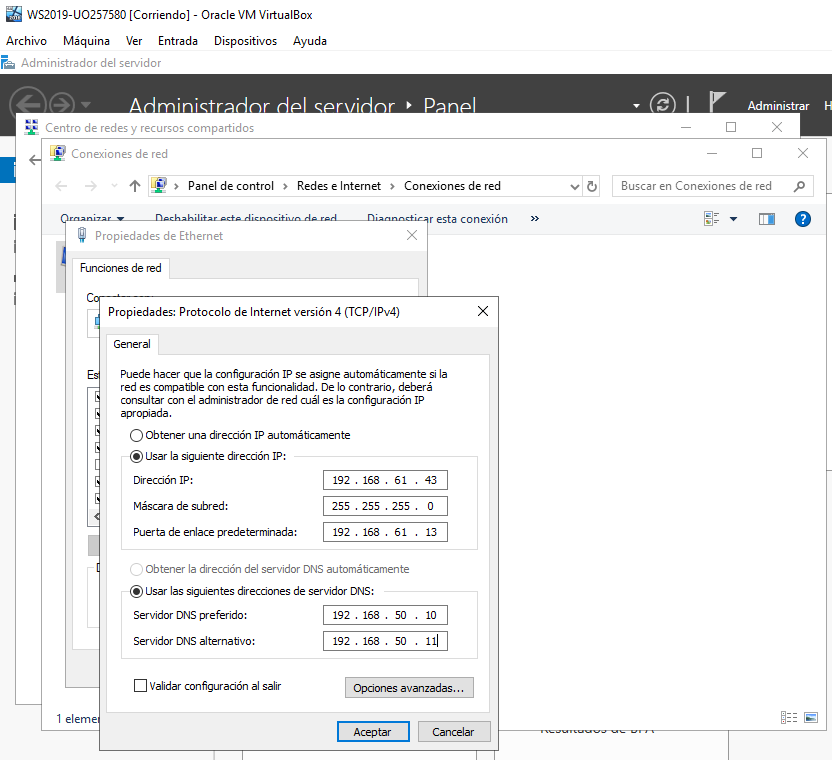 WS2019-UO257580 [Corriendo] - Oracle VM VirtualBox
Archivo Máquina Ver Entrada Dispositivos Ayuda
Administrador del servidor
Administrador del servidor Panel Administrar
Centro de redes y recursos compartidos
Conexiones de red
Panel de control > Redes e Internet > Conexiones de red
Buscar en Conexiones de red
Organizar Deshabilitar este dispositivo de red Diagnosticar esta conexión »
Propiedades de Ethernet
Funciones de red
Propiedades: Protocolo de Internet versión 4 (TCP/IPv4)
General
Puede hacer que la configuración IP se asigne automáticamente si la
red es compatible con esta funcionalidad. De lo contrario, deberá
consultar con el administrador de red cuál es la configuración IP
apropiada.
Obtener una dirección IP automáticamente
Usar la siguiente dirección IP:
Dirección IP: 192 . 168 . 61 . 43
Máscara de subred: 255 . 255 . 255 . 0
Puerta de enlace predeterminada: 192 . 168 . 61 . 13
Obtener la dirección del servidor DNS automáticamente
Usar las siguientes direcciones de servidor DNS:
Servidor DNS preferido: 192 . 168 . 50 . 10
Servidor DNS alternativo: 192 . 168 . 50 . 11
Validar configuración al salir
Opciones avanzadas...
Aceptar Cancelar
1 elemen
Resultados de BPA